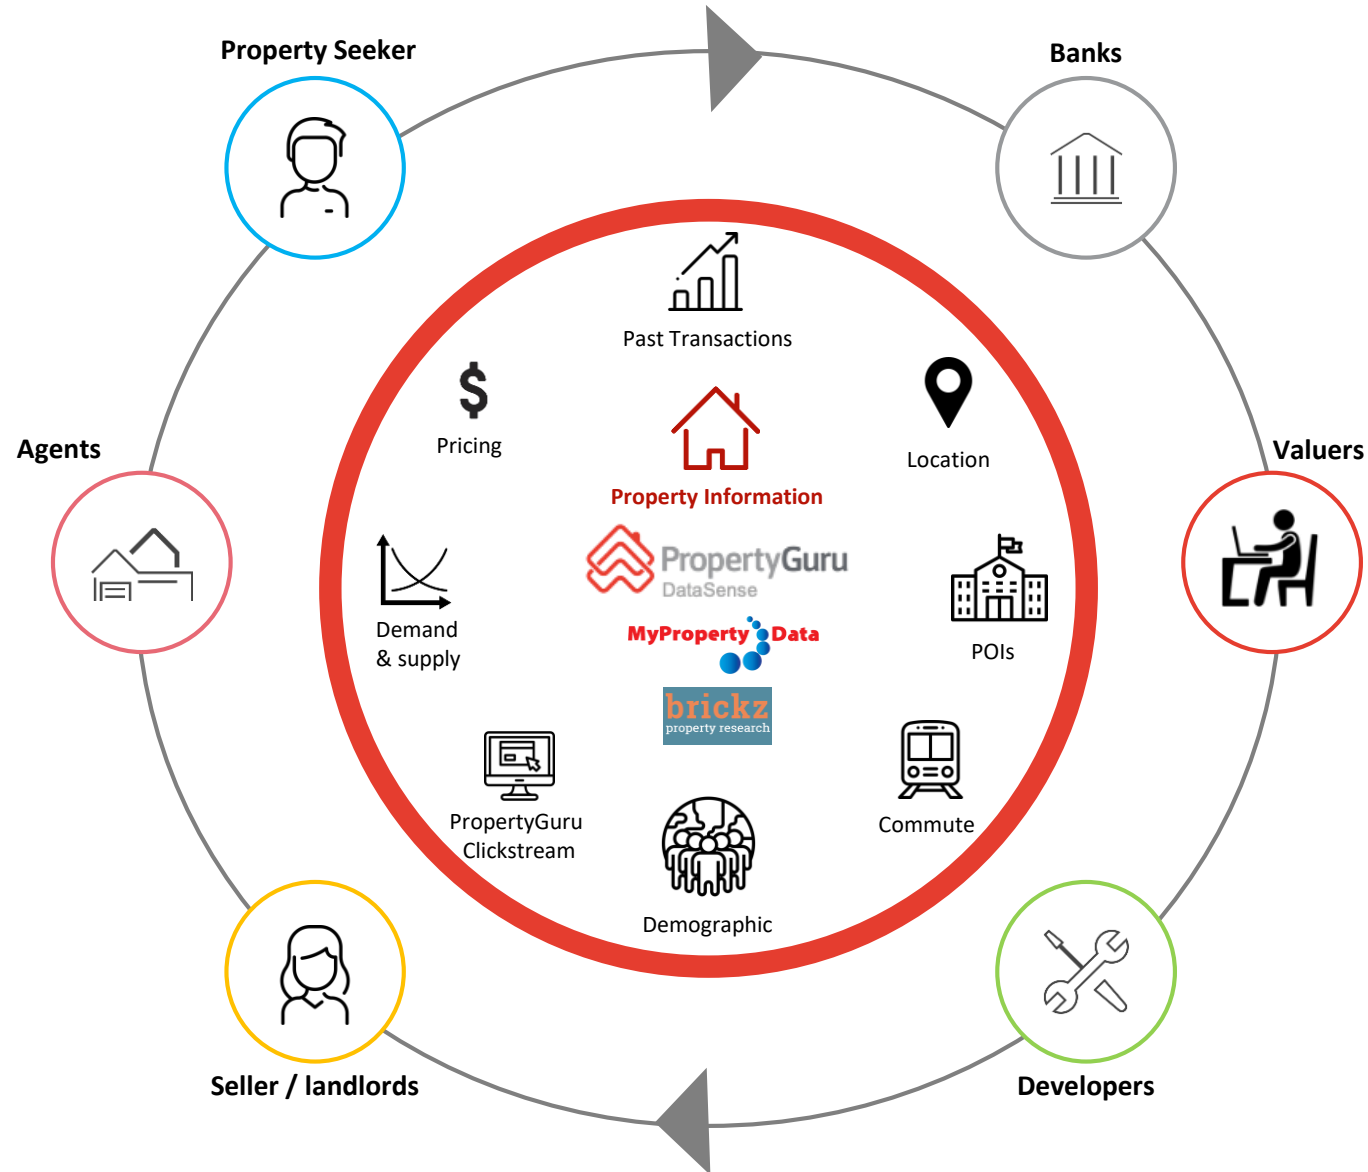 Property Seeker
Banks
Past Transactions
$
Pricing
Location
Agents
Valuers
Property Information
PropertyGuru
DataSense
Demand
& supply
MyProperty Data
POIs
brickz
property research
PropertyGuru
Clickstream
Commute
Demographic
Seller / landlords
Developers